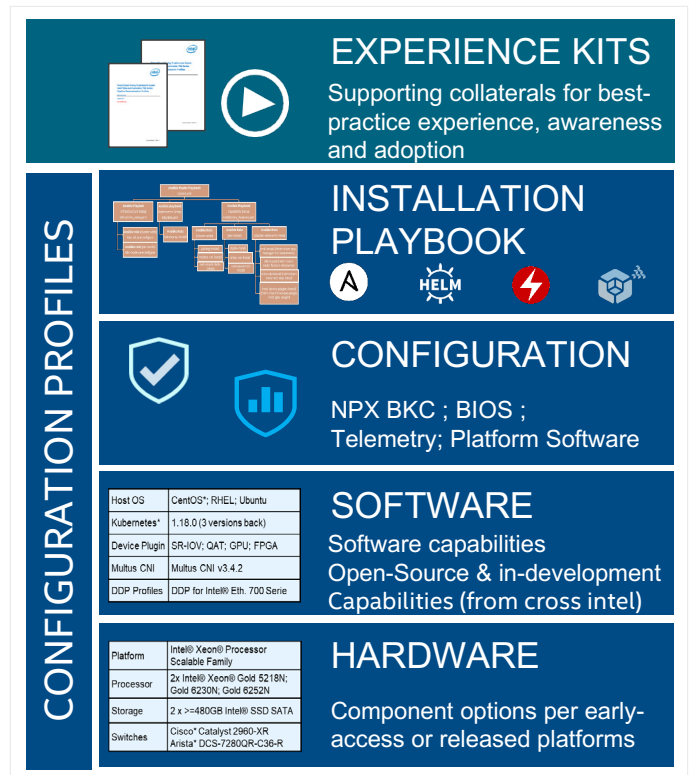 EXPERIENCE KITS
Supporting collaterals for best-
practice experience, awareness
and adoption
CONFIGURATION PROFILES
INSTALLATION
PLAYBOOK
HELM
CONFIGURATION
NPX BKC ; BIOS ;
Telemetry; Platform Software
Host OS CentOS*; RHEL; Ubuntu
Kubernetes* 1.18.0 (3 versions back)
Device Plugin SR-IOV; QAT; GPU; FPGA
Multus CNI Multus CNI v3.4.2
DDP Profiles DDP for Intel® Eth. 700 Serie
SOFTWARE
Software capabilities
Open-Source & in-development
Capabilities (from cross intel)
Platform Intel® Xeon® Processor
Scalable Family
Processor 2x Intel® Xeon® Gold 5218N;
Gold 6230N; Gold 6252N
Storage 2 x >=480GB Intel® SSD SATA
Switches Cisco* Catalyst 2960-XR
Arista* DCS-7280QR-C36-R
HARDWARE
Component options per early-
access or released platforms